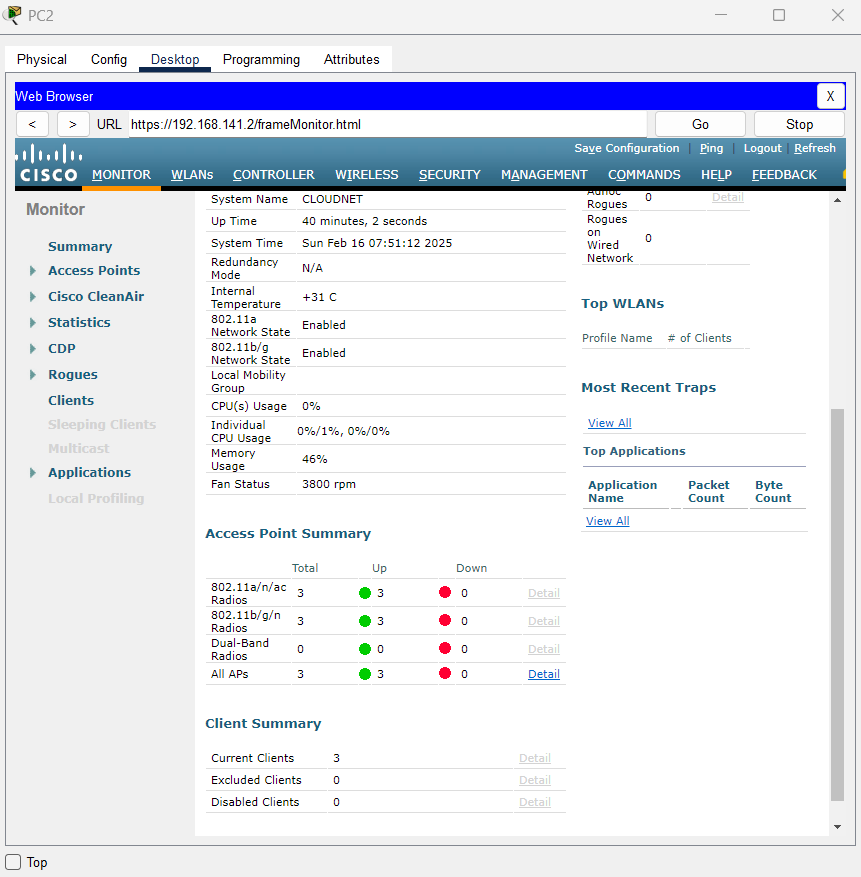 PC2
Physical Config Desktop Programming Attributes
Web Browser X
< > URL https://192.168.141.2/frameMonitor.html Go Stop
Save Configuration Ping Logout Refresh
CISCO MONITOR WLANs CONTROLLER WIRELESS SECURITY MANAGEMENT COMMANDS HELP FEEDBACK
Monitor
Summary
Access Points
Cisco CleanAir
Statistics
CDP
Rogues
Clients
Sleeping Clients
Multicast
Applications
Local Profiling
System Name CLOUDNET
Up Time 40 minutes, 2 seconds
System Time Sun Feb 16 07:51:12 2025
Redundancy
Mode N/A
Internal
Temperature +31 C
802.11a
Network State Enabled
802.11b/g
Network State Enabled
Local Mobility
Group
CPU(s) Usage 0%
Individual
CPU Usage 0%/1%, 0%/0%
Memory
Usage 46%
Fan Status 3800 rpm
Access Point Summary
Total Up Down
802.11a/n/ac
Radios 3 3 0 Detail
802.11b/g/n
Radios 3 3 0 Detail
Dual-Band
Radios 0 0 0 Detail
All APs 3 3 0 Detail
Client Summary
Current Clients 3 Detail
Excluded Clients 0 Detail
Disabled Clients 0 Detail
Adhoc
Rogues 0 Detail
Rogues
on
Wired
Network 0
Top WLANs
Profile Name # of Clients
Most Recent Traps
View All
Top Applications
Application
Name Packet
Count Byte
Count
View All
Top